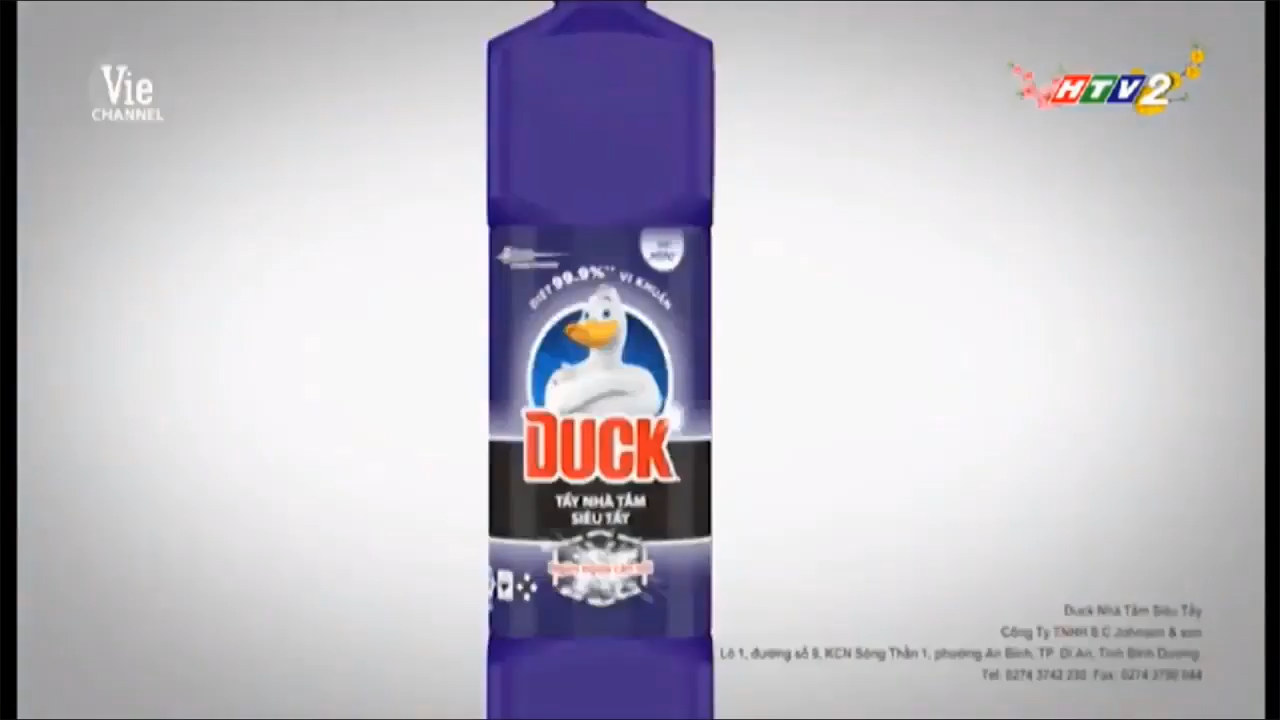 Vie
CHANNEL
HTV2
DIỆT 99.9%** VI KHUẨN
DUCK
TẨY NHÀ TẮM
SIÊU TẨY
Duck Nhà Tắm Siêu Tẩy
Công Ty TNHH S C Johnson & son
Lô 1, đường số 9, KCN Sóng Thần 1, phường An Bình, TP. Dĩ An, Tỉnh Bình Dương
Tel: 0274 3742 230 Fax: 0274 3790 044